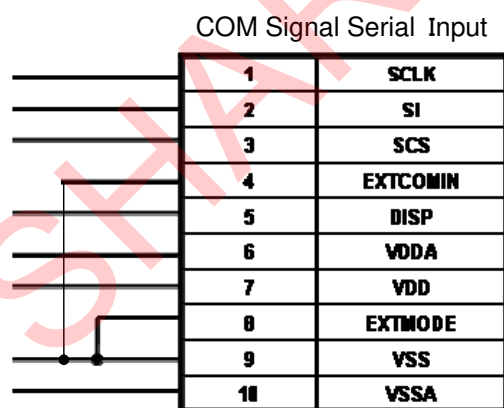 COM Signal Serial Input
1 SCLK
2 SI
3 SCS
4 EXTCOMIN
5 DISP
6 VDDA
7 VDD
8 EXTMODE
9 VSS
10 VSSA
SHAR